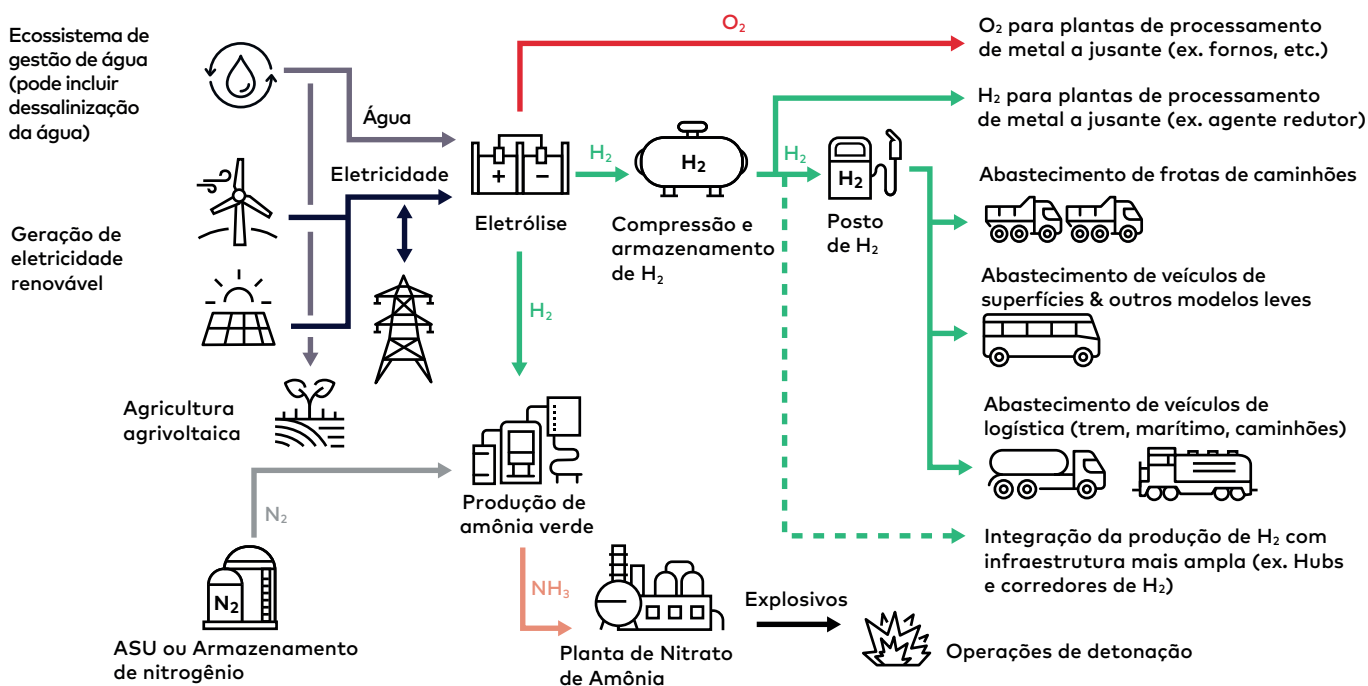 Ecossistema de
gestão de água
(pode incluir
dessalinização
da água)
Água
Eletricidade
Geração de
eletricidade
renovável
Agricultura
agrivoltaica
N₂
N₂
ASU ou Armazenamento
de nitrogênio
O₂
+ −
Eletrólise
H₂
H₂
H₂
Compressão e
armazenamento
de H₂
H₂
H₂
Posto
de H₂
Produção de
amônia verde
NH₃
Planta de Nitrato
de Amônia
Explosivos
Operações de detonação
O₂ para plantas de processamento
de metal a jusante (ex. fornos, etc.)
H₂ para plantas de processamento
de metal a jusante (ex. agente redutor)
Abastecimento de frotas de caminhões
Abastecimento de veículos de
superfícies & outros modelos leves
Abastecimento de veículos de
logística (trem, marítimo, caminhões)
Integração da produção de H₂ com
infraestrutura mais ampla (ex. Hubs
e corredores de H₂)